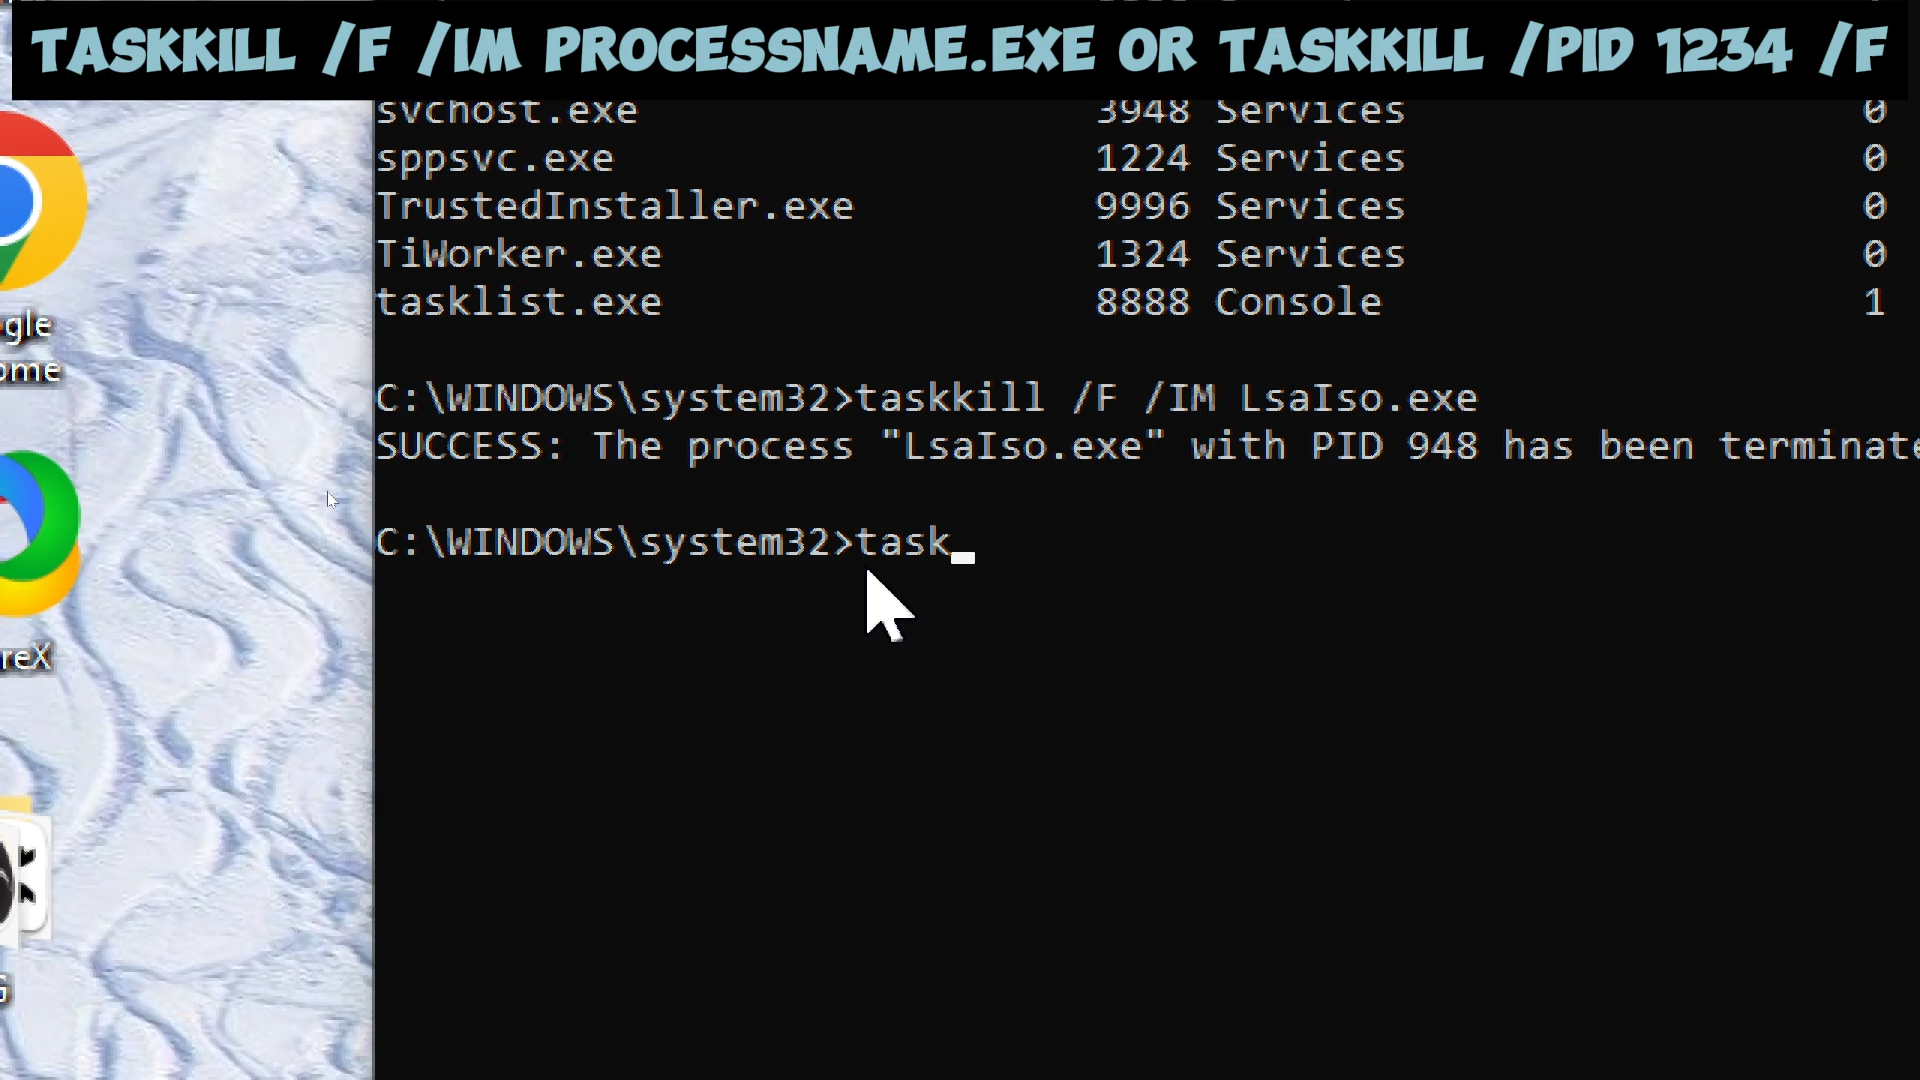 TASKKILL /F /IM PROCESSNAME.EXE OR TASKKILL /PID 1234 /F
svchost.exe 3948 Services 0
sppsvc.exe 1224 Services 0
TrustedInstaller.exe 9996 Services 0
TiWorker.exe 1324 Services 0
tasklist.exe 8888 Console 1
gle
ome
C:\WINDOWS\system32>taskkill /F /IM LsaIso.exe
SUCCESS: The process "LsaIso.exe" with PID 948 has been terminate
C:\WINDOWS\system32>task
reX
G